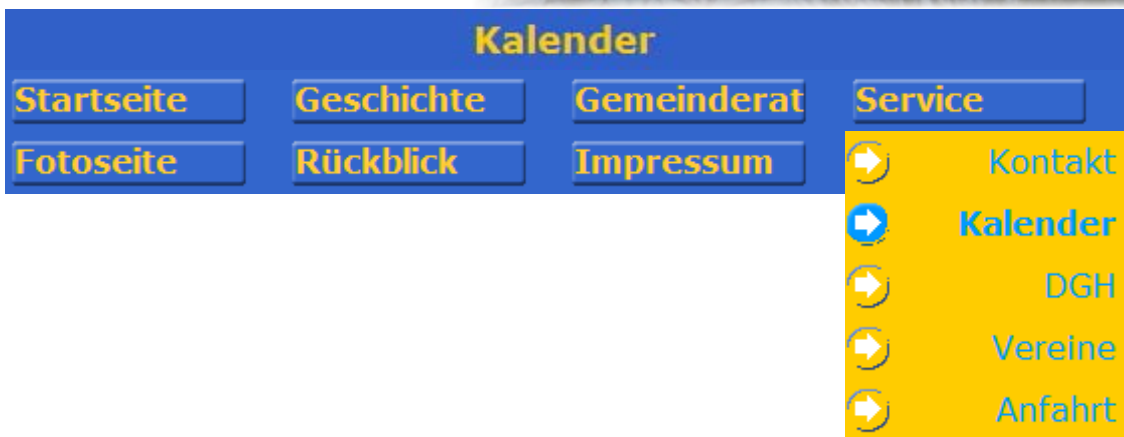 Kalender
Startseite Geschichte Gemeinderat Service
Fotoseite Rückblick Impressum
Kontakt
Kalender
DGH
Vereine
Anfahrt